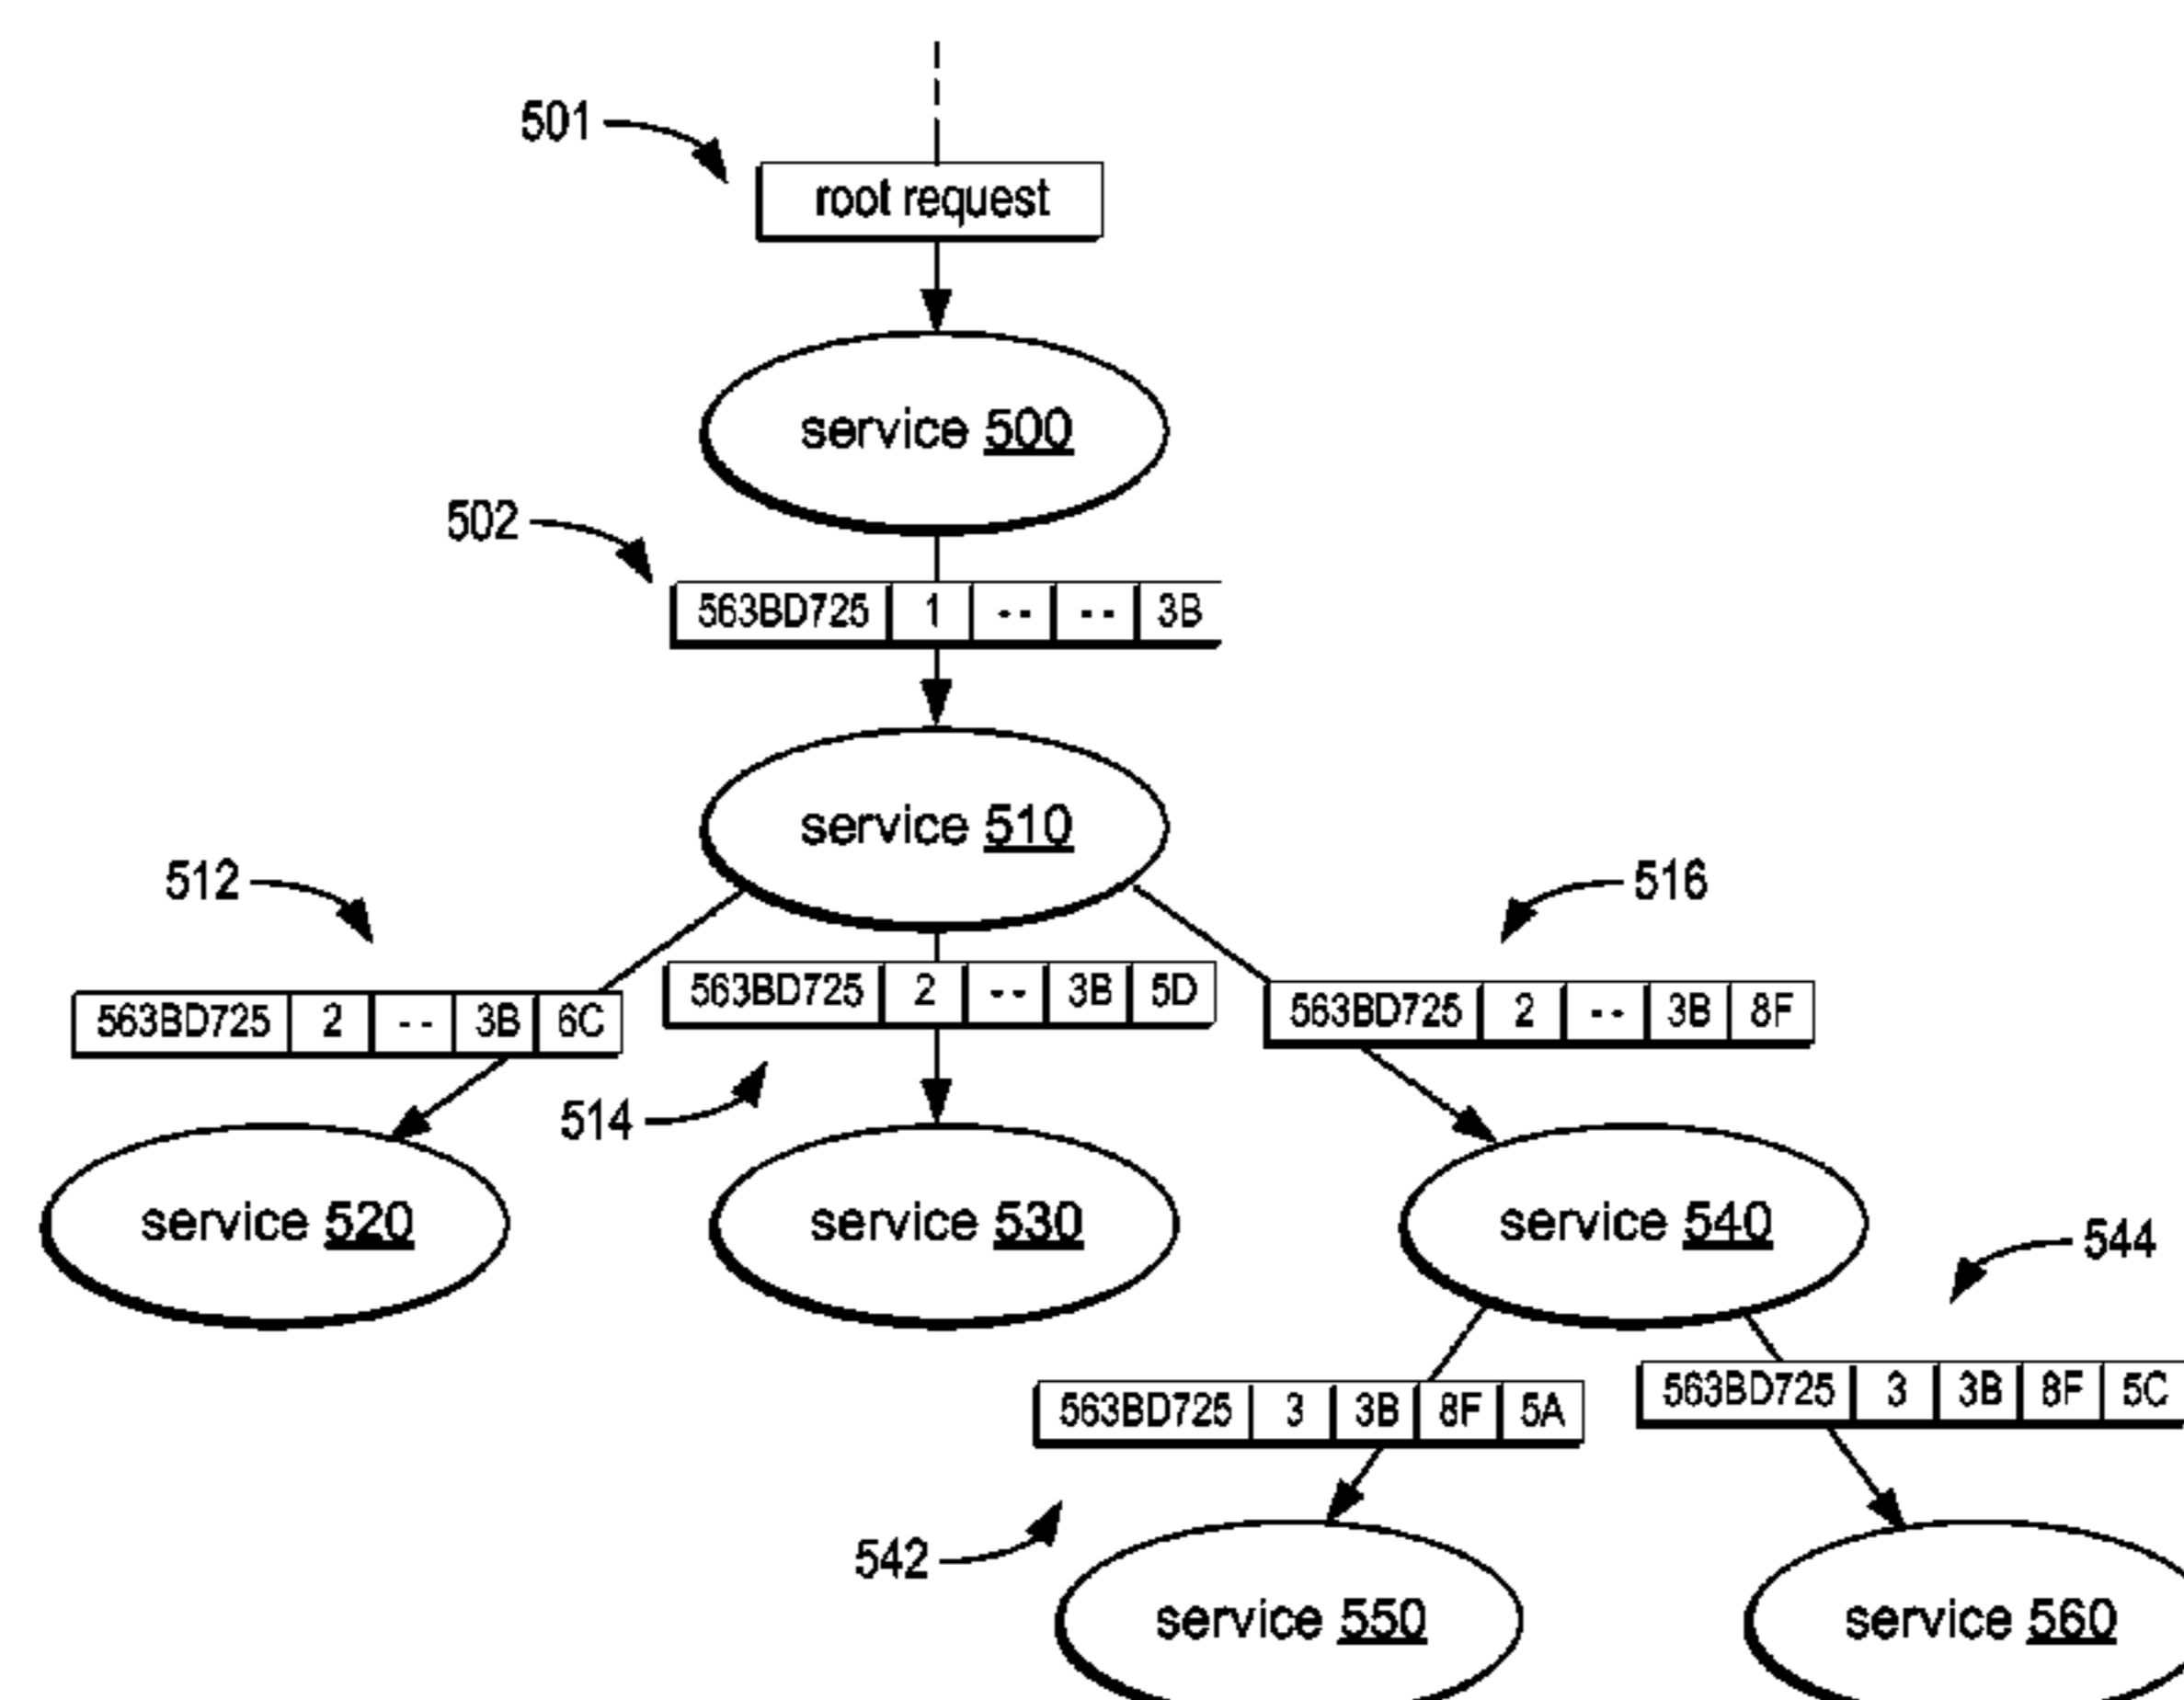 501
root request
service 500
502
563BD725 1 -- -- 3B
service 510
512
516
563BD725 2 -- 3B 6C
563BD725 2 -- 3B 5D
563BD725 2 -- 3B 8F
514
service 520
service 530
service 540
544
563BD725 3 3B 8F 5A
563BD725 3 3B 8F 5C
542
service 550
service 560